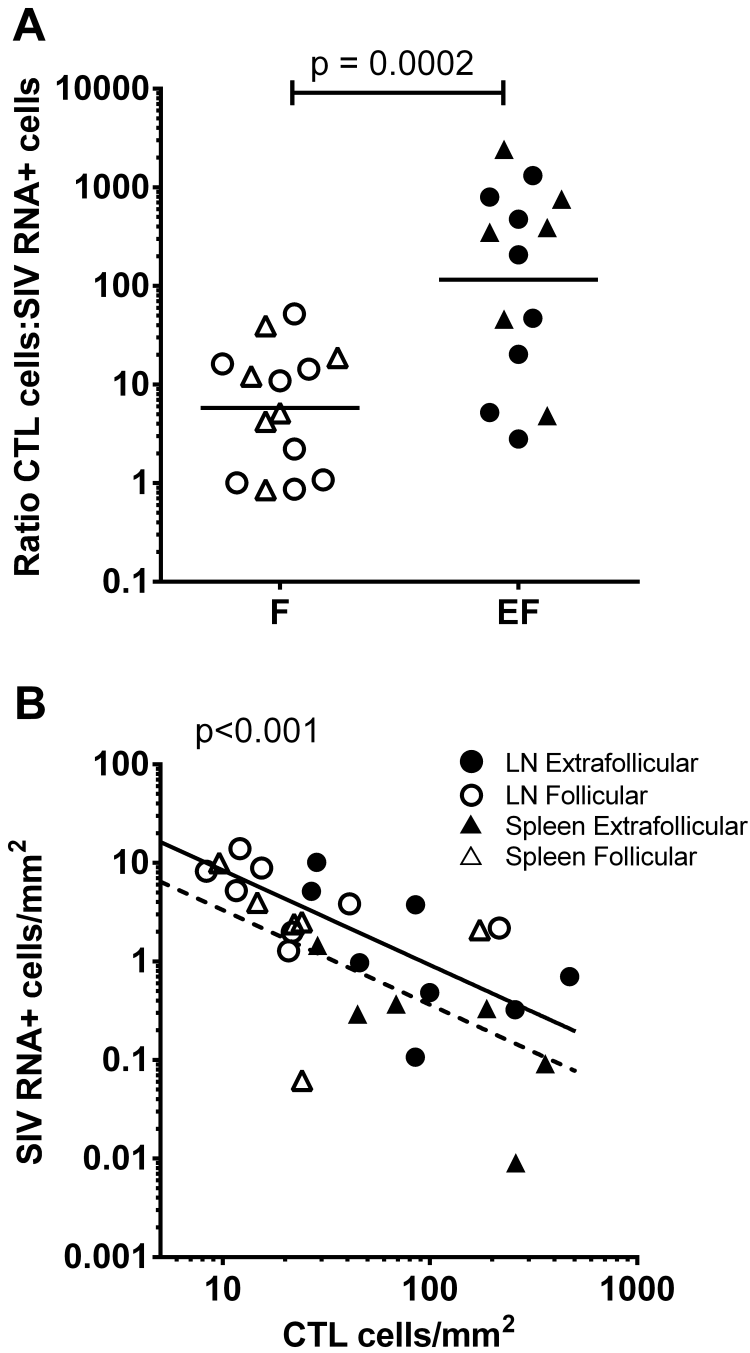 A
p = 0.0002
Ratio CTL cells:SIV RNA+ cells
10000
1000
100
10
1
0.1
F
EF
B
p<0.001
LN Extrafollicular
LN Follicular
Spleen Extrafollicular
Spleen Follicular
SIV RNA+ cells/mm²
100
10
1
0.1
0.01
0.001
10
100
1000
CTL cells/mm²